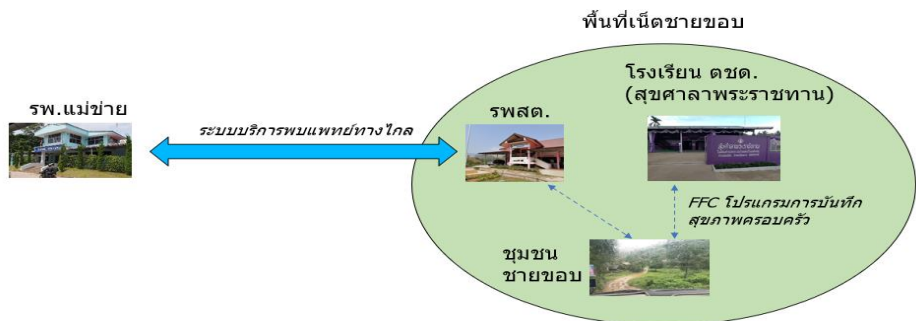 พื้นที่เน็ตชายขอบ
โรงเรียน ตชด.
(สุขศาลาพระราชทาน)
รพ.แม่ข่าย
รพสต.
ระบบบริการพบแพทย์ทางไกล
FFC โปรแกรมการบันทึก
สุขภาพครอบครัว
ชุมชน
ชายขอบ